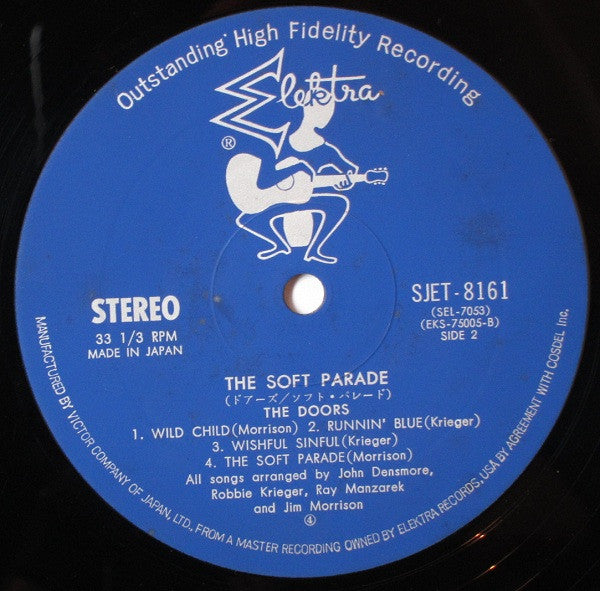 Outstanding High Fidelity Recording
Elektra
®
STEREO
33 1/3 RPM
MADE IN JAPAN
SJET-8161
(SEL-7053)
(EKS-75005-B)
SIDE 2
THE SOFT PARADE
(ドアーズ/ソフト・パレード)
THE DOORS
1. WILD CHILD(Morrison) 2. RUNNIN' BLUE(Krieger)
3. WISHFUL SINFUL(Krieger)
4. THE SOFT PARADE(Morrison)
All songs arranged by John Densmore,
Robbie Krieger, Ray Manzarek
and Jim Morrison
④
MANUFACTURED BY VICTOR COMPANY OF JAPAN, LTD., FROM A MASTER RECORDING OWNED BY ELEKTRA RECORDS, USA BY AGREEMENT WITH COSDEL Inc.